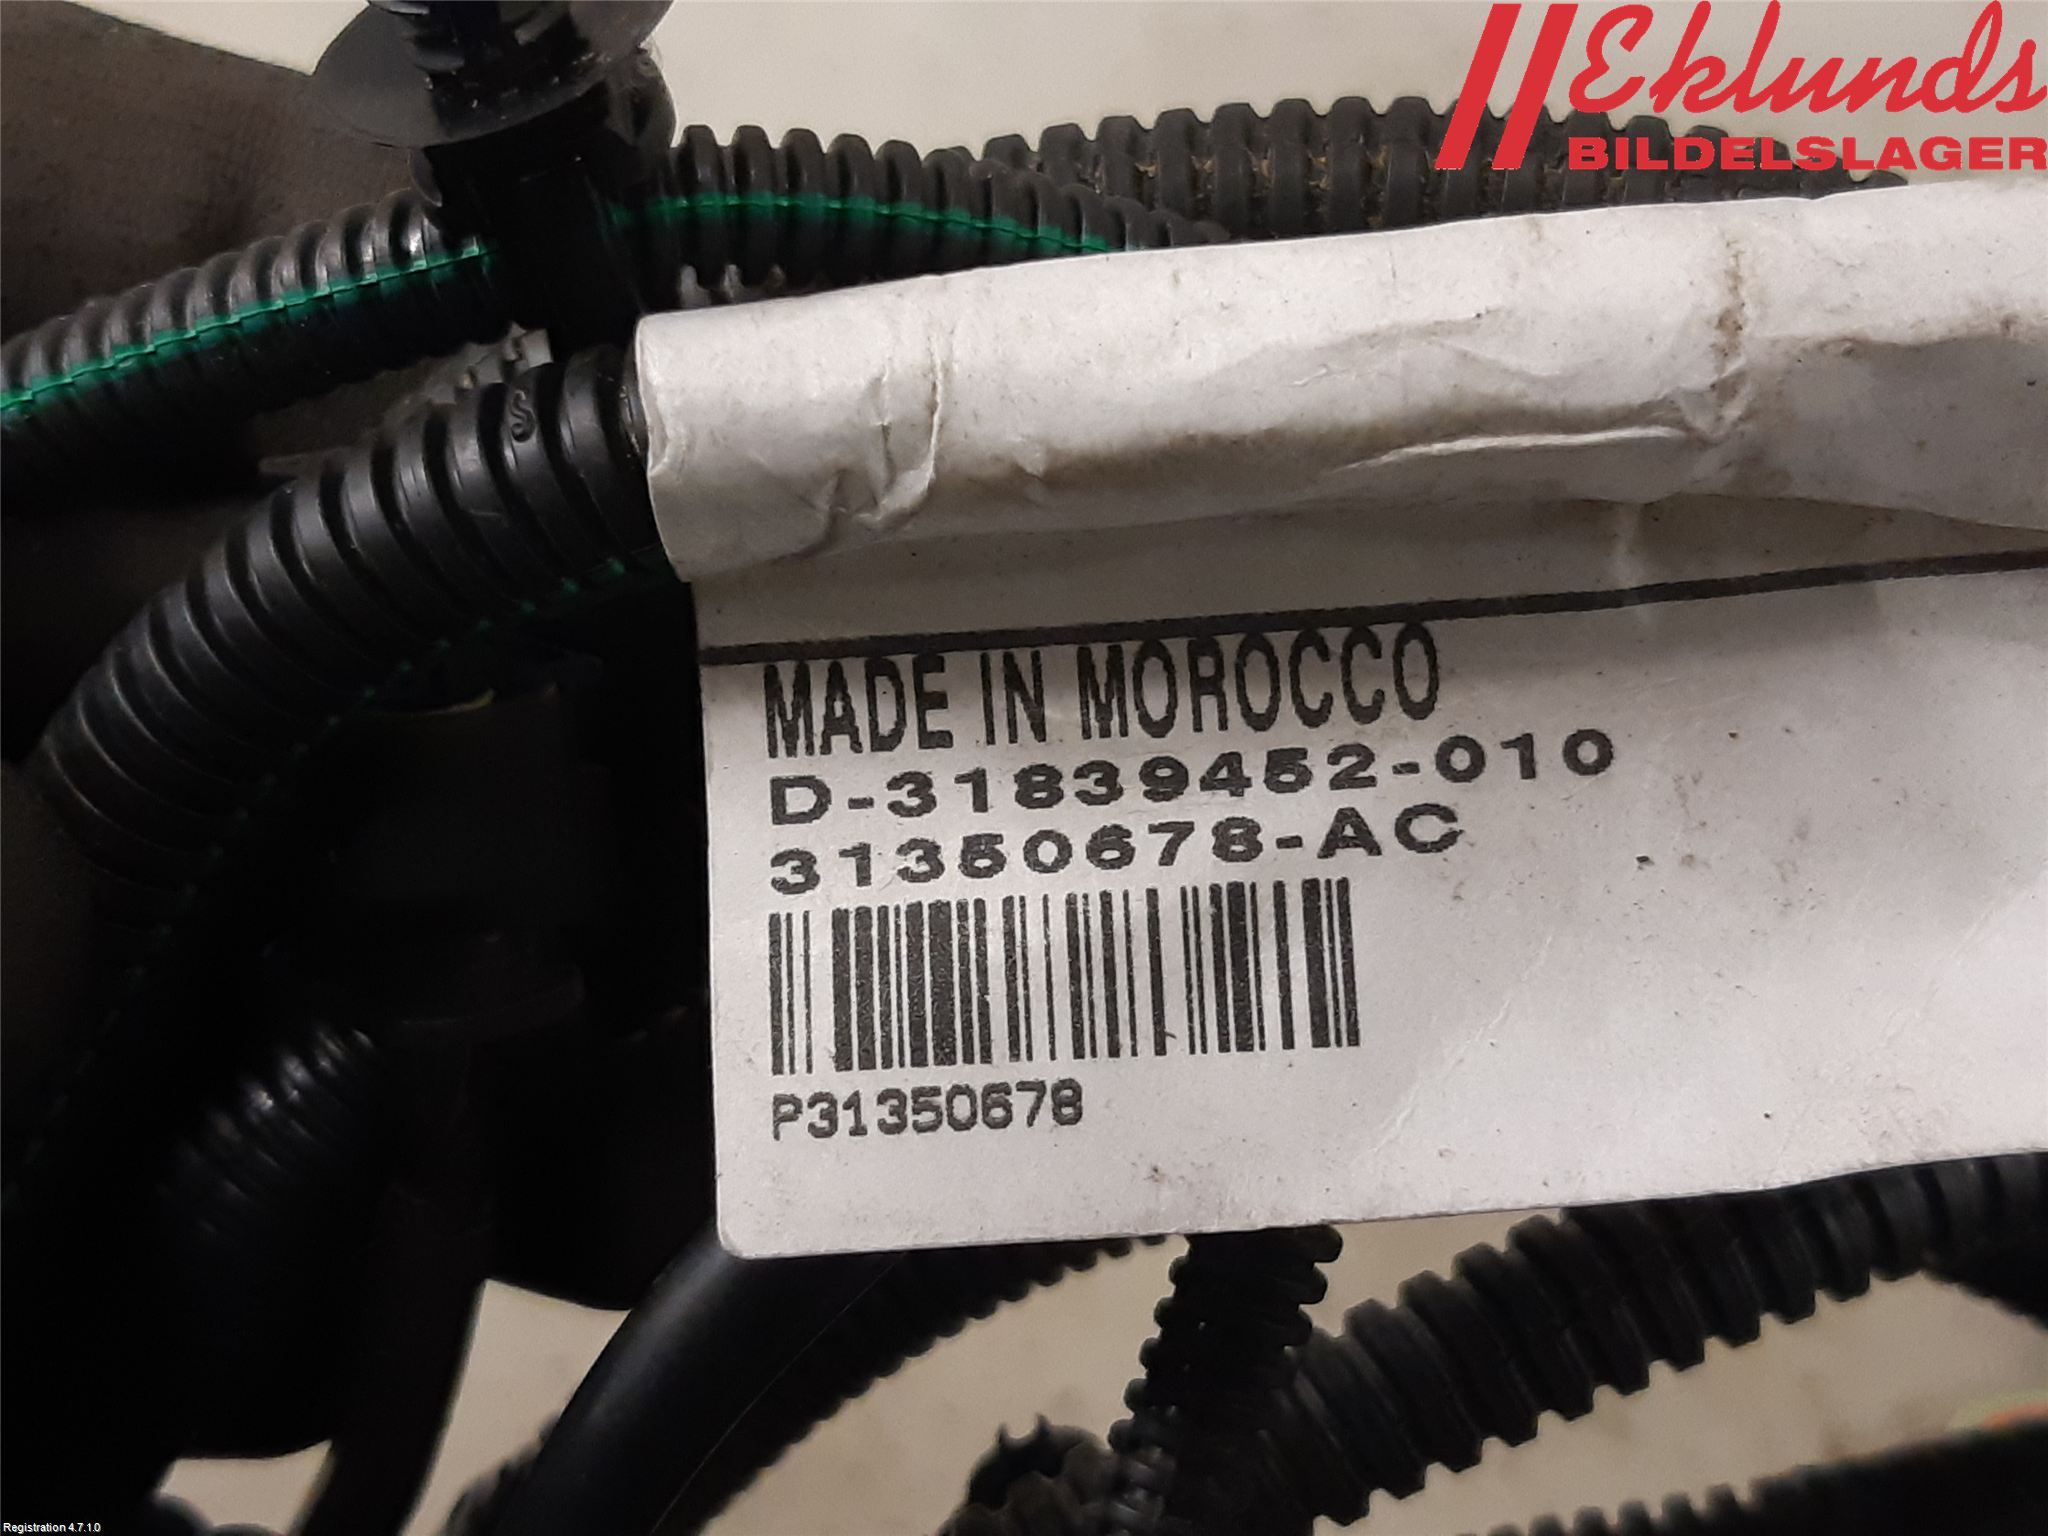 Eklunds
BILDELSLAGER
MADE IN MOROCCO
D-31839452-010
31350678-AC
P31350678
Registration 4.7.1.0